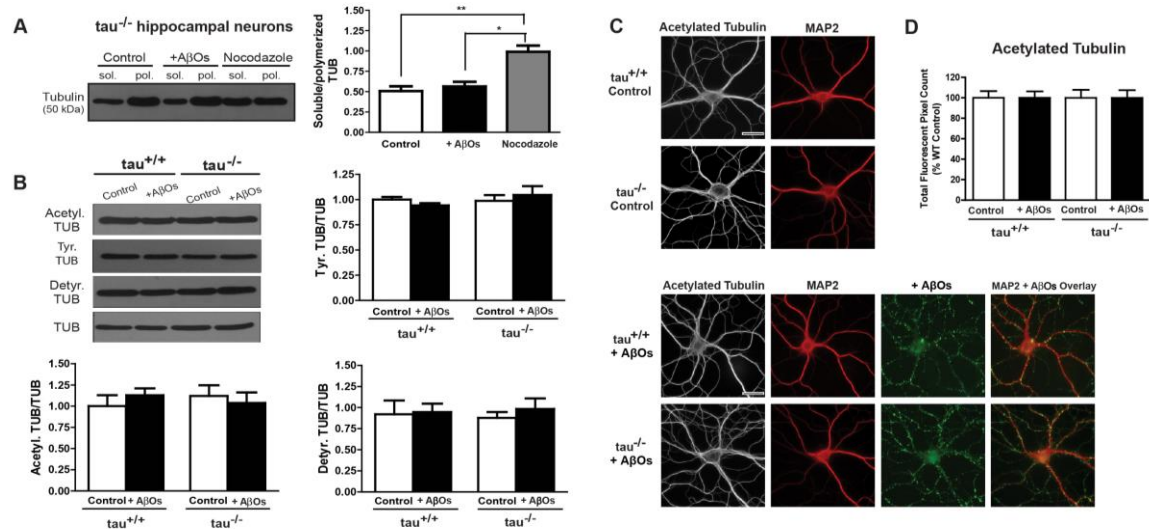 A
tau-/- hippocampal neurons
Control +AβOs Nocodazole
sol. pol. sol. pol. sol. pol.
Tubulin
(50 kDa)
Soluble/polymerized
TUB
1.50
1.25
1.00
0.75
0.50
0.25
0.00
**
*
Control + AβOs Nocodazole
B
tau+/+ tau-/-
Control +AβOs Control +AβOs
Acetyl.
TUB
Tyr.
TUB
Detyr.
TUB
TUB
Tyr. TUB/TUB
1.25
1.00
0.75
0.50
0.25
0.00
Control + AβOs Control + AβOs
tau+/+ tau-/-
Acetyl. TUB/TUB
1.50
1.25
1.00
0.75
0.50
0.25
0.00
Control + AβOs Control + AβOs
tau+/+ tau-/-
Detyr. TUB/TUB
1.50
1.25
1.00
0.75
0.50
0.25
0.00
Control + AβOs Control + AβOs
tau+/+ tau-/-
C
Acetylated Tubulin MAP2
tau+/+
Control
tau-/-
Control
Acetylated Tubulin MAP2 + AβOs MAP2 + AβOs Overlay
tau+/+
+ AβOs
tau-/-
+ AβOs
D
Acetylated Tubulin
Total Fluorescent Pixel Count
(% WT Control)
120
100
80
60
40
20
0
Control + AβOs Control + AβOs
tau+/+ tau-/-